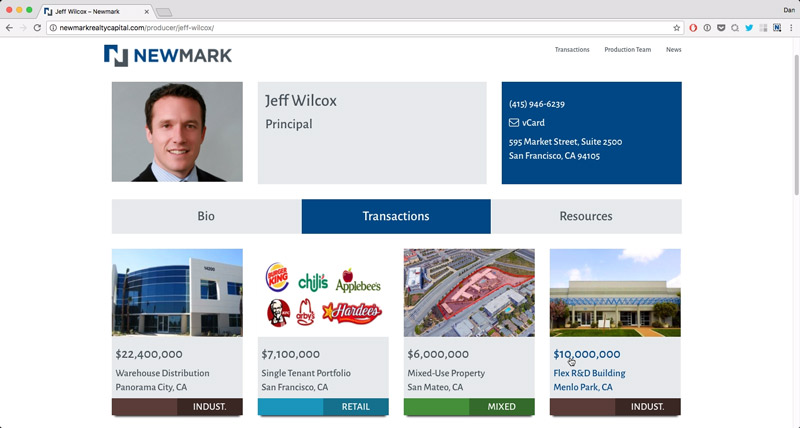 Jeff Wilcox – Newmark
Dan
newmarkrealtycapital.com/producer/jeff-wilcox/
NEWMARK
Transactions
Production Team
News
Jeff Wilcox
Principal
(415) 946-6239
vCard
595 Market Street, Suite 2500
San Francisco, CA 94105
Bio
Transactions
Resources
14200
BURGER KING
chili's
Applebee's
KFC
arby's
Hardee's
$22,400,000
Warehouse Distribution
Panorama City, CA
INDUST.
$7,100,000
Single Tenant Portfolio
San Francisco, CA
RETAIL
$6,000,000
Mixed-Use Property
San Mateo, CA
MIXED
$10,000,000
Flex R&D Building
Menlo Park, CA
INDUST.